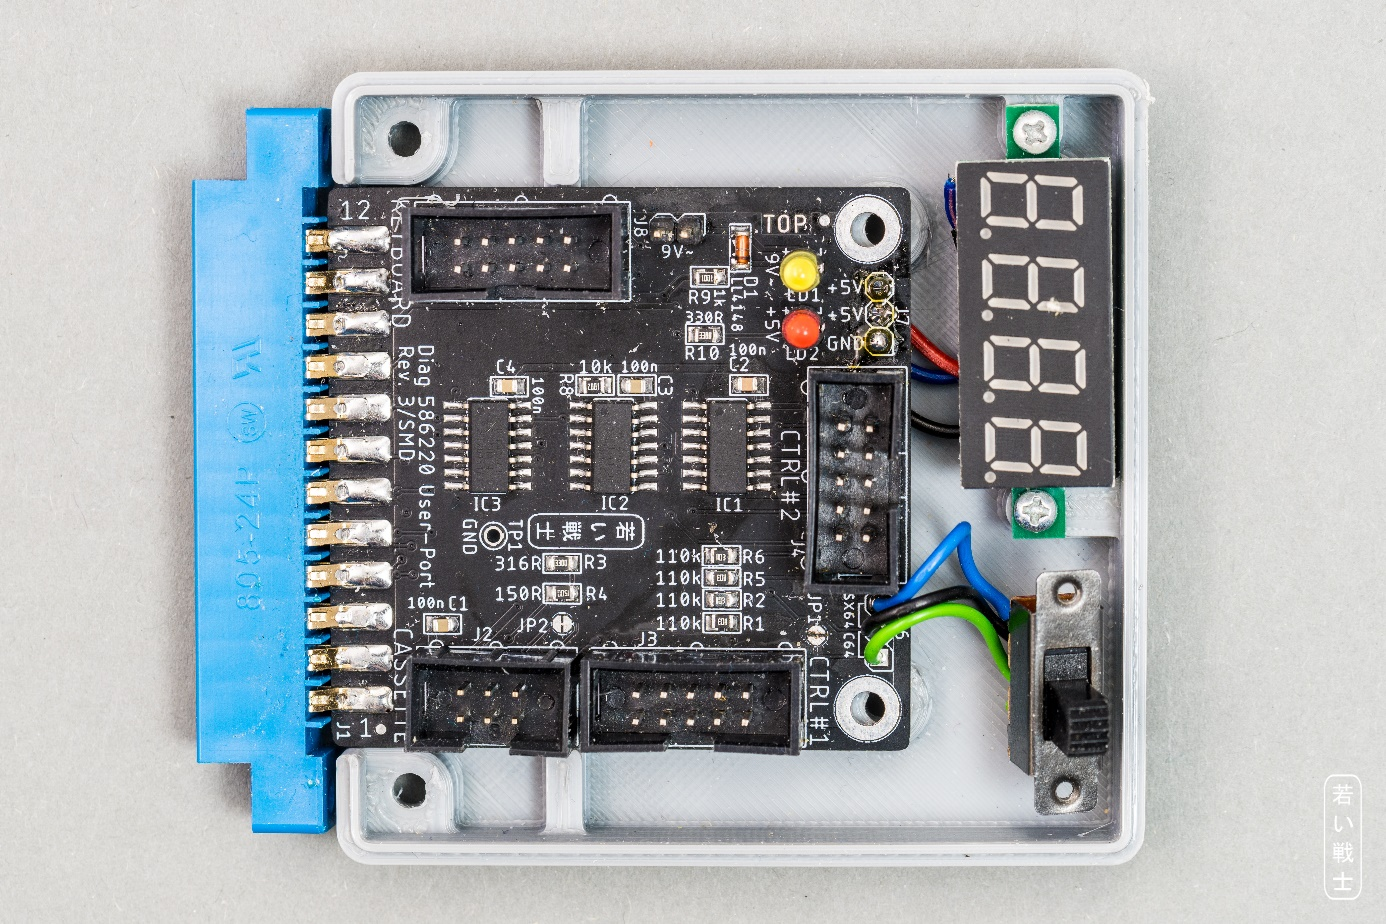 12
KEYBOARD
J8
9V~
TOP
9V~
D1
LL4148
R9
1k
LD1
+5V
+5V
+5V
J7
330R
R10
LD2
GND
Diag 586220 User-Port
Rev. 3/SMD
C4
100n
10k
R8
100n
C3
100n
C2
IC3
IC2
IC1
CTRL#2
J4
805-24P
GND
TP1
若い戦士
316R
R3
150R
R4
110k
R6
110k
R5
110k
R2
110k
R1
100n
C1
JP2
JP1
SX64
C64
J2
J3
CASSETTE
CTRL#1
J1
1
若い戦士